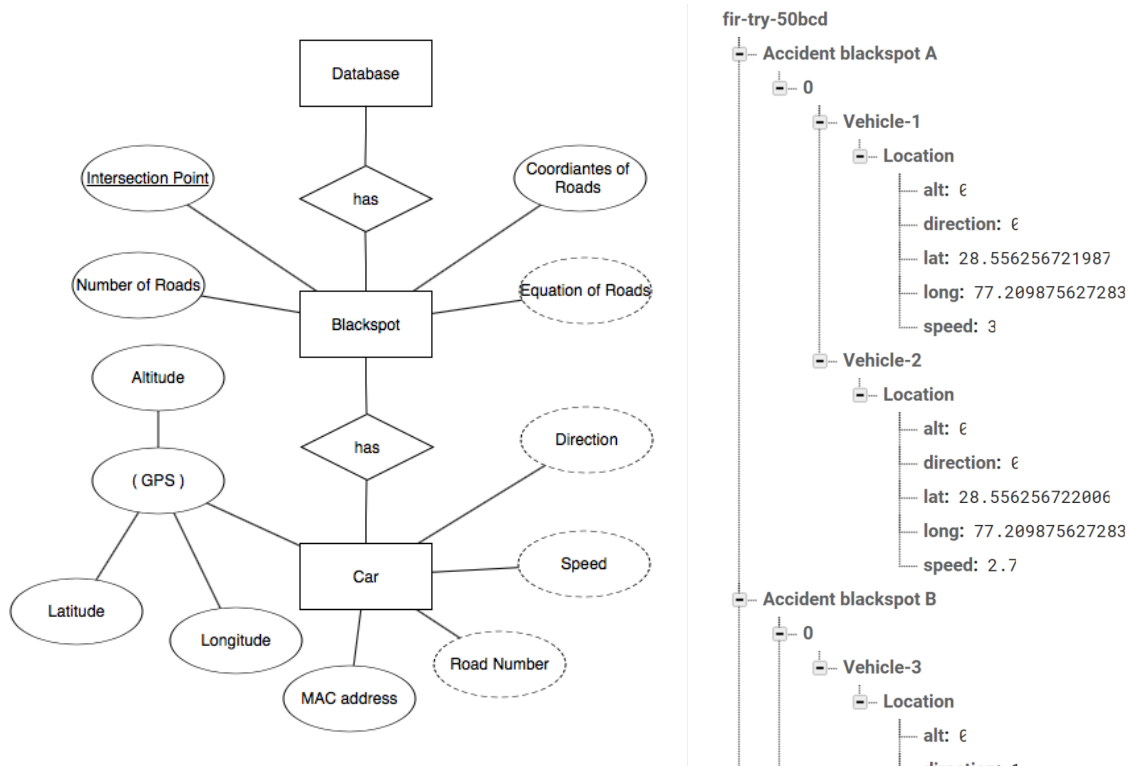 Database
has
Intersection Point
Coordiantes of
Roads
Number of Roads
Equation of Roads
Blackspot
Altitude
has
Direction
( GPS )
Car
Speed
Latitude
Longitude
Road Number
MAC address
fir-try-50bcd
Accident blackspot A
0
Vehicle-1
Location
alt: 0
direction: 0
lat: 28.556256721987
long: 77.209875627283
speed: 3
Vehicle-2
Location
alt: 0
direction: 0
lat: 28.556256722006
long: 77.209875627283
speed: 2.7
Accident blackspot B
0
Vehicle-3
Location
alt: 0